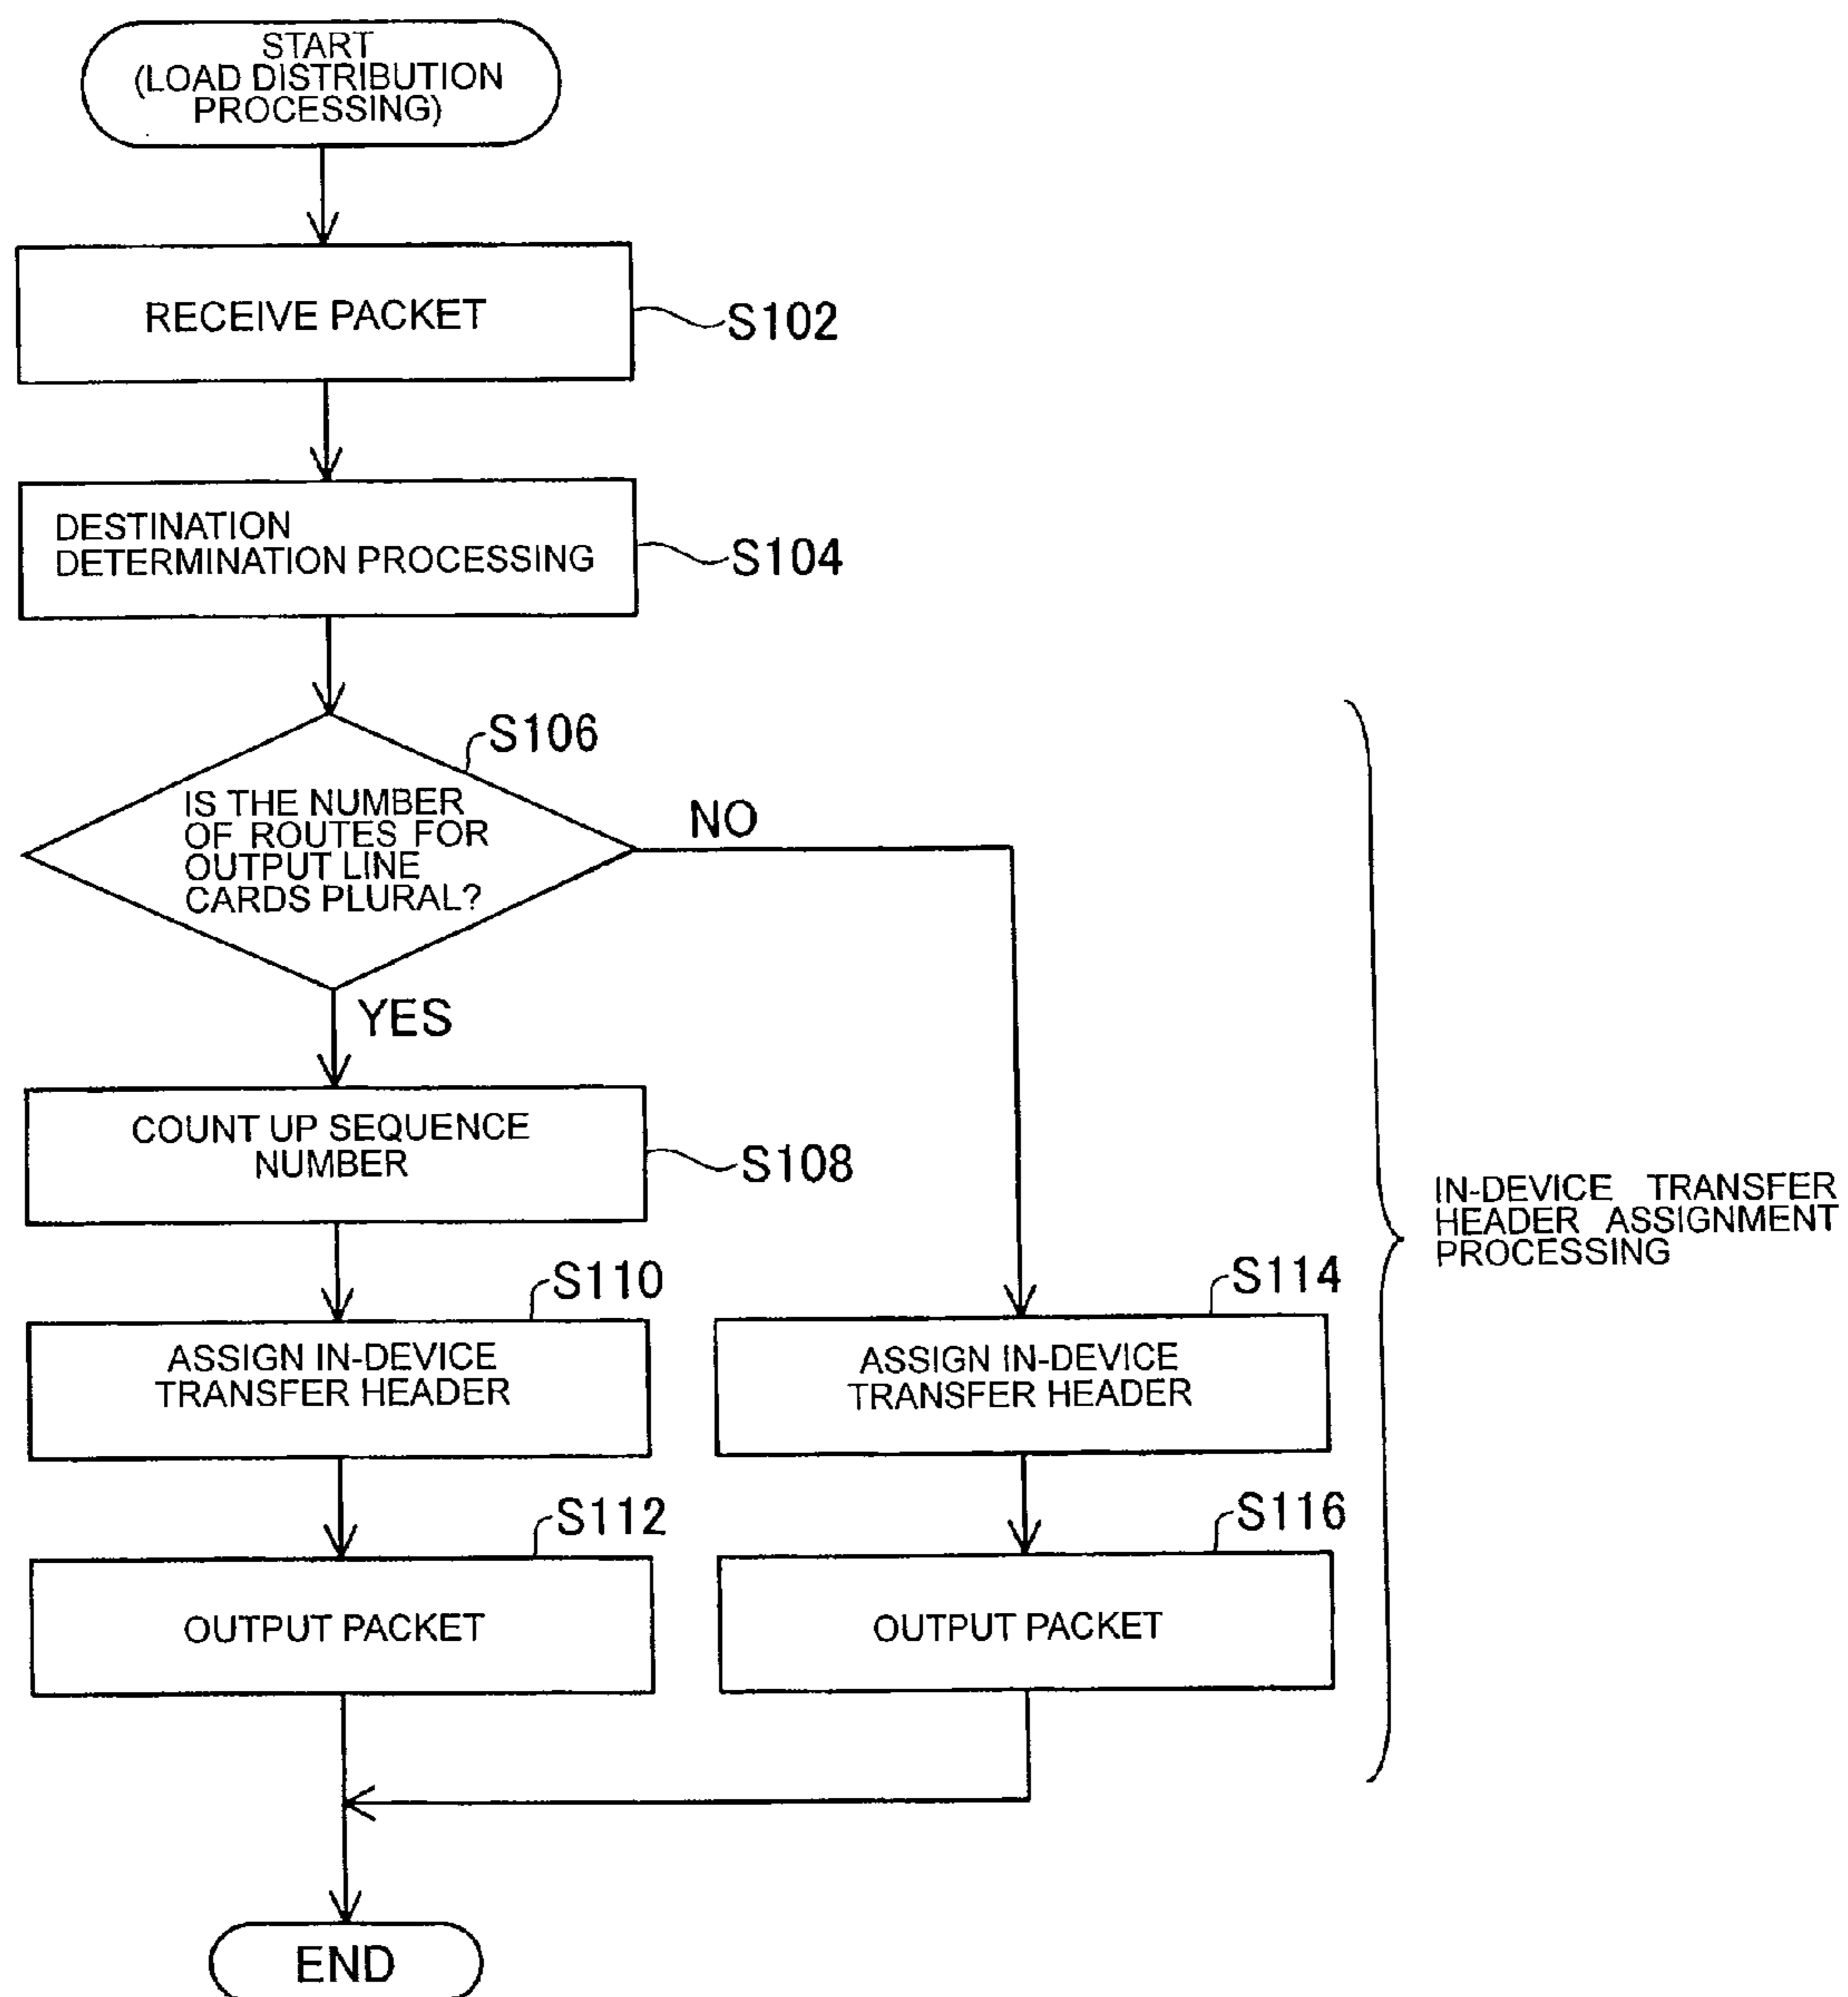 START
(LOAD DISTRIBUTION
PROCESSING)
RECEIVE PACKET
S102
DESTINATION
DETERMINATION PROCESSING
S104
S106
IS THE NUMBER
OF ROUTES FOR
OUTPUT LINE
CARDS PLURAL?
NO
YES
COUNT UP SEQUENCE
NUMBER
S108
IN-DEVICE TRANSFER
HEADER ASSIGNMENT
PROCESSING
S110
ASSIGN IN-DEVICE
TRANSFER HEADER
S114
ASSIGN IN-DEVICE
TRANSFER HEADER
S112
OUTPUT PACKET
S116
OUTPUT PACKET
END